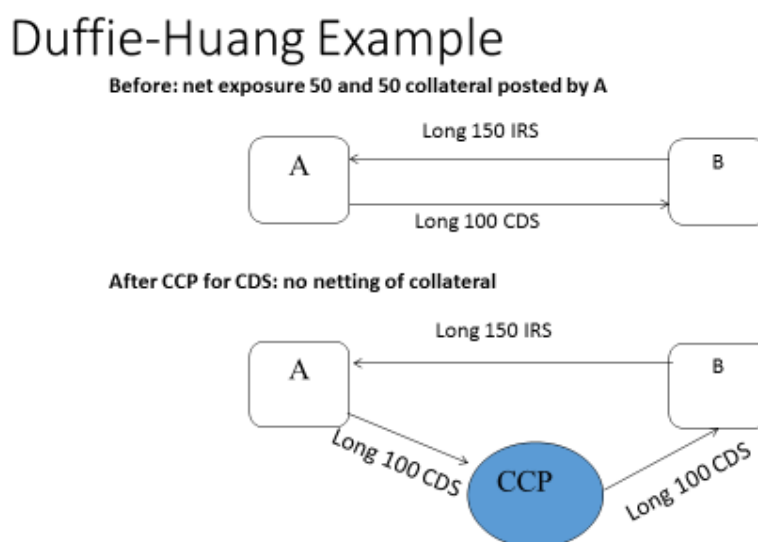 Duffie-Huang Example
Before: net exposure 50 and 50 collateral posted by A
Long 150 IRS
A
B
Long 100 CDS
After CCP for CDS: no netting of collateral
Long 150 IRS
A
B
Long 100 CDS
CCP
Long 100 CDS